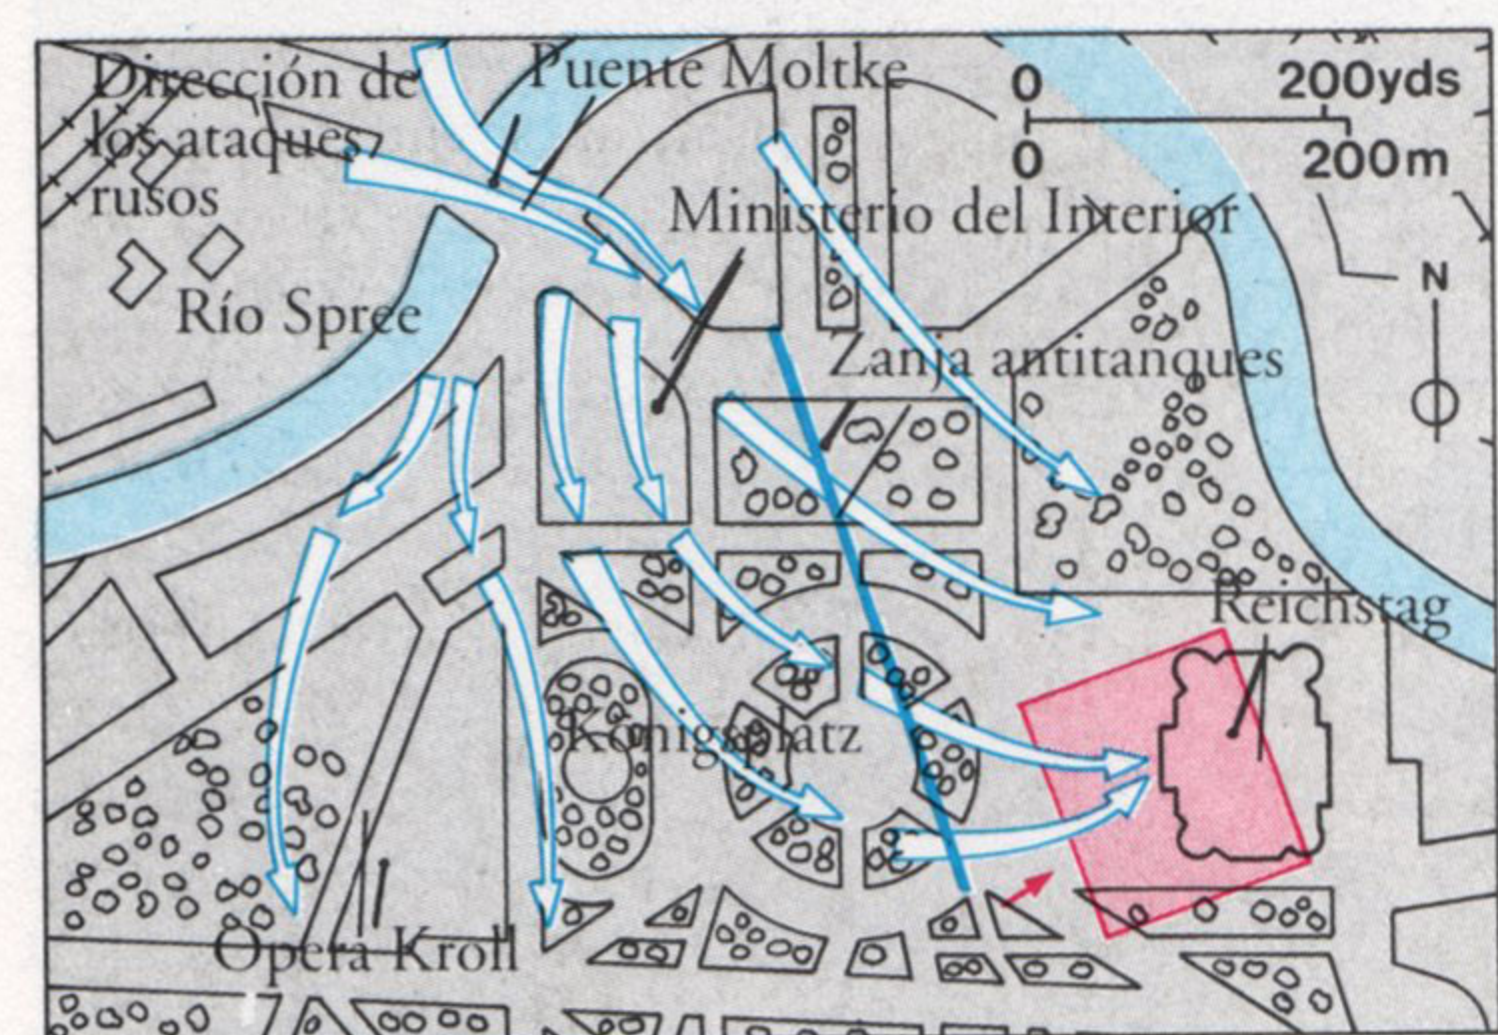 Dirección de
los ataques
rusos
Puente Moltke
0 200yds
0 200m
Ministerio del Interior
N
Río Spree
Zanja antitanques
Reichstag
Königsplatz
Opera Kroll